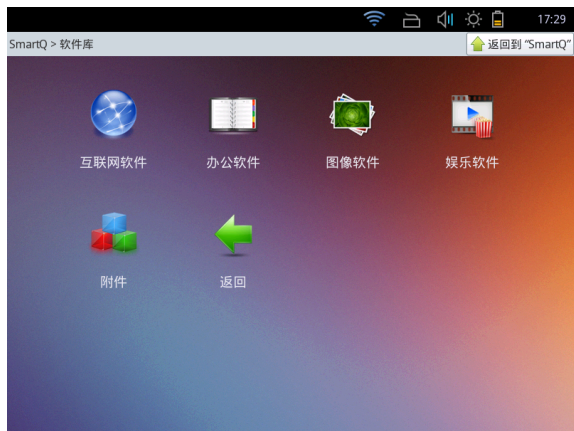 17:29
SmartQ > 软件库
返回到 “SmartQ”
互联网软件
办公软件
图像软件
娱乐软件
附件
返回